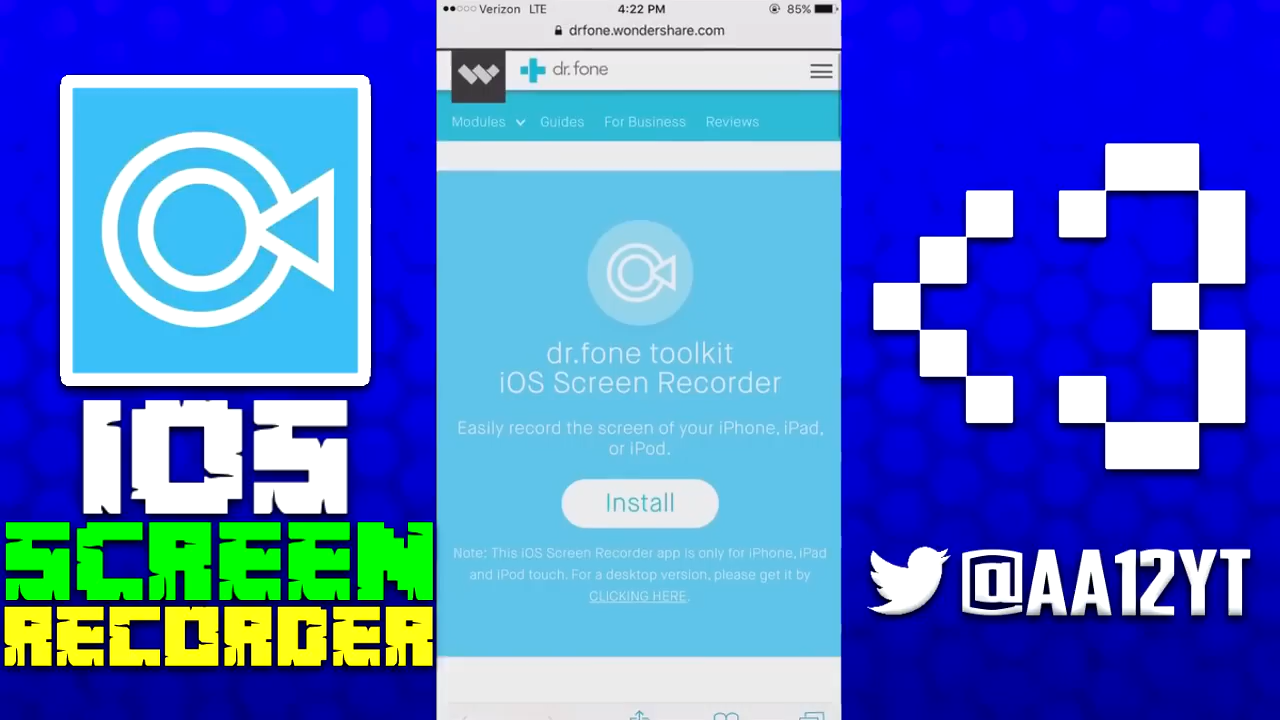 Verizon LTE 4:22 PM 85%
drfone.wondershare.com
dr.fone
Modules Guides For Business Reviews
dr.fone toolkit
iOS Screen Recorder
Easily record the screen of your iPhone, iPad,
or iPod.
Install
Note: This iOS Screen Recorder app is only for iPhone, iPad
and iPod touch. For a desktop version, please get it by
CLICKING HERE.
IOS
SCREEN
RECORDER
@AA12YT